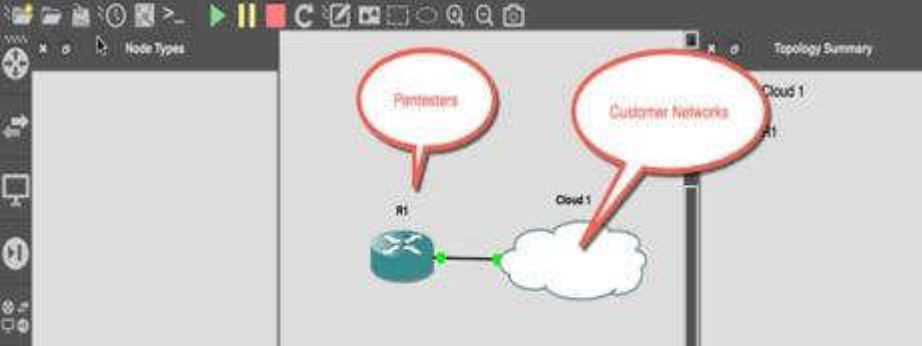 Node Types
Topology Summary
Pentesters
Customer Networks
Cloud 1
R1
Cloud 1
R1